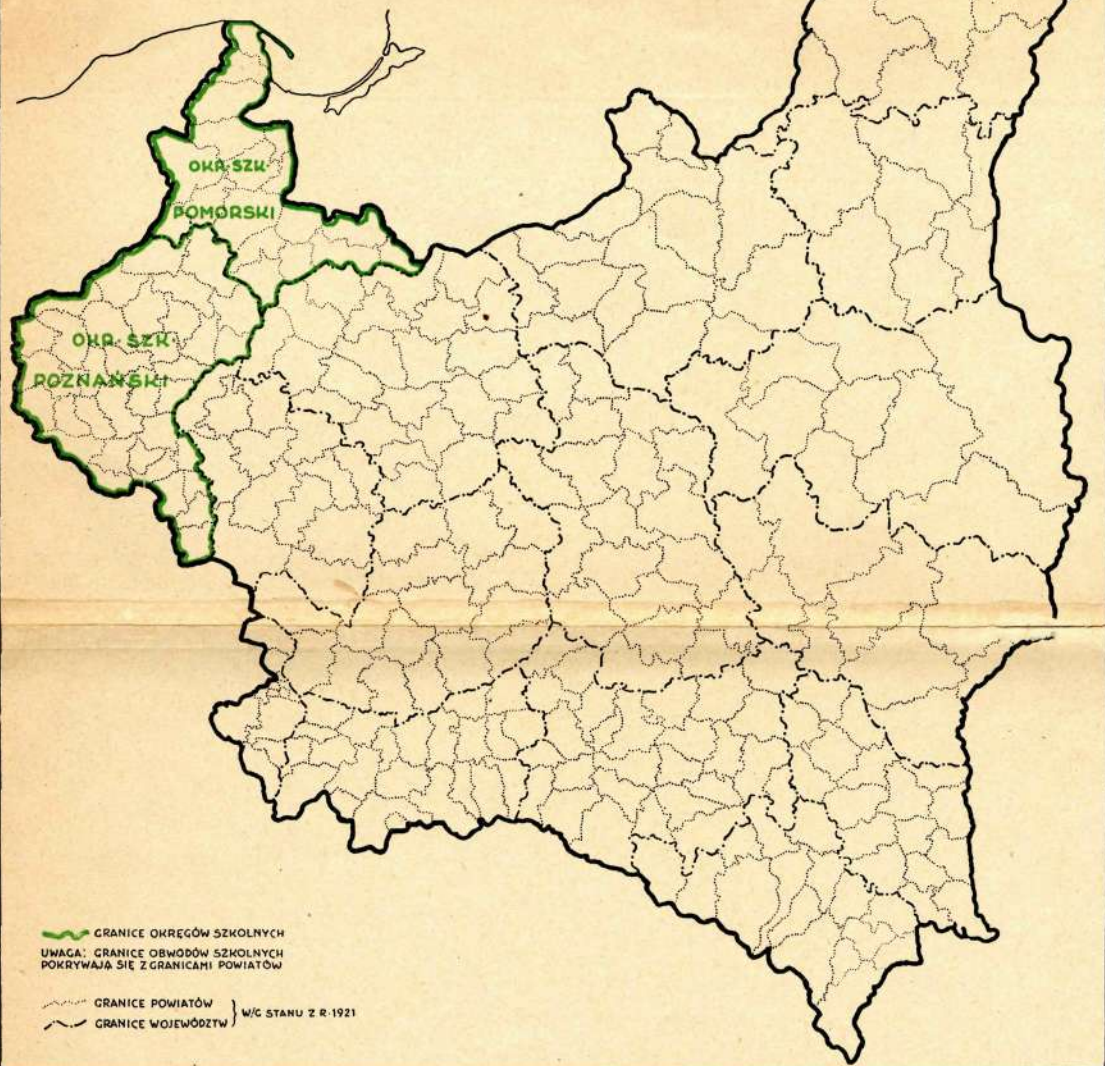 OKR·SZK·
POMORSKI
OKR·SZK·
POZNAŃSKI
GRANICE OKRĘGÓW SZKOLNYCH
UWAGA: GRANICE OBWODÓW SZKOLNYCH
POKRYWAJĄ SIĘ Z GRANICAMI POWIATÓW
GRANICE POWIATÓW
GRANICE WOJEWÓDZTW } W/G STANU Z R·1921